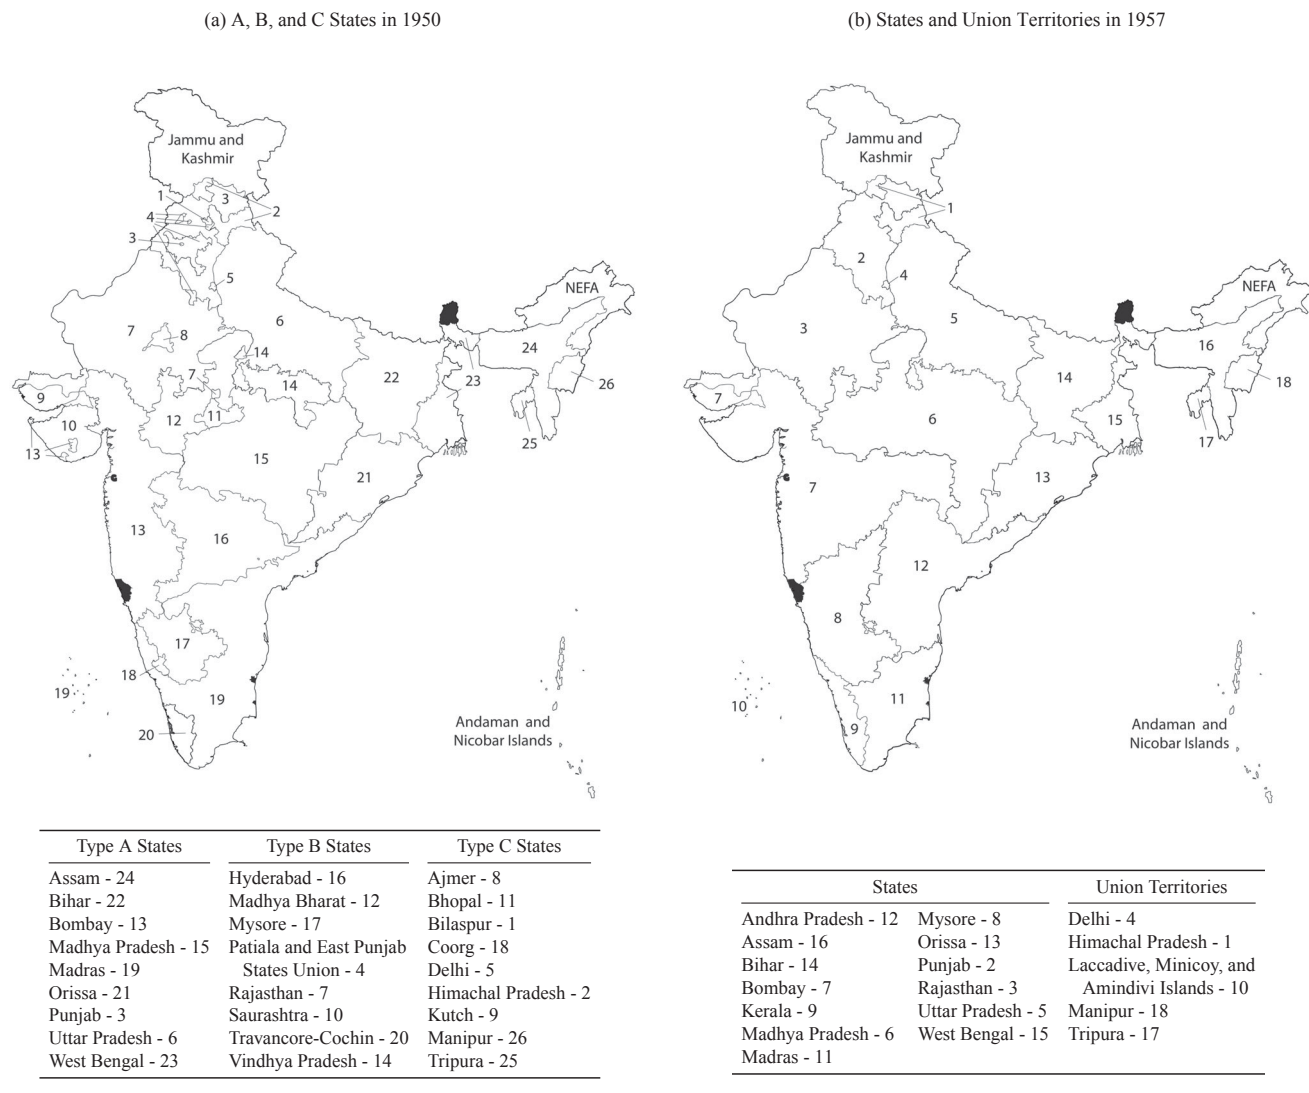 (a) A, B, and C States in 1950
Jammu and
Kashmir
1
3
2
4
3
5
NEFA
6
7
8
14
24
7
22
14
23
26
9
12
11
10
25
13
15
21
13
16
17
18
19
19
20
Andaman and
Nicobar Islands
Type A States
Type B States
Type C States
Assam - 24
Hyderabad - 16
Ajmer - 8
Bihar - 22
Madhya Bharat - 12
Bhopal - 11
Bombay - 13
Mysore - 17
Bilaspur - 1
Madhya Pradesh - 15
Patiala and East Punjab
Coorg - 18
Madras - 19
States Union - 4
Delhi - 5
Orissa - 21
Rajasthan - 7
Himachal Pradesh - 2
Punjab - 3
Saurashtra - 10
Kutch - 9
Uttar Pradesh - 6
Travancore-Cochin - 20
Manipur - 26
West Bengal - 23
Vindhya Pradesh - 14
Tripura - 25
(b) States and Union Territories in 1957
Jammu and
Kashmir
1
2
4
NEFA
5
3
16
14
18
7
6
15
17
13
7
12
8
11
10
9
Andaman and
Nicobar Islands
States
Union Territories
Andhra Pradesh - 12
Mysore - 8
Delhi - 4
Assam - 16
Orissa - 13
Himachal Pradesh - 1
Bihar - 14
Punjab - 2
Laccadive, Minicoy, and
Bombay - 7
Rajasthan - 3
Amindivi Islands - 10
Kerala - 9
Uttar Pradesh - 5
Manipur - 18
Madhya Pradesh - 6
West Bengal - 15
Tripura - 17
Madras - 11